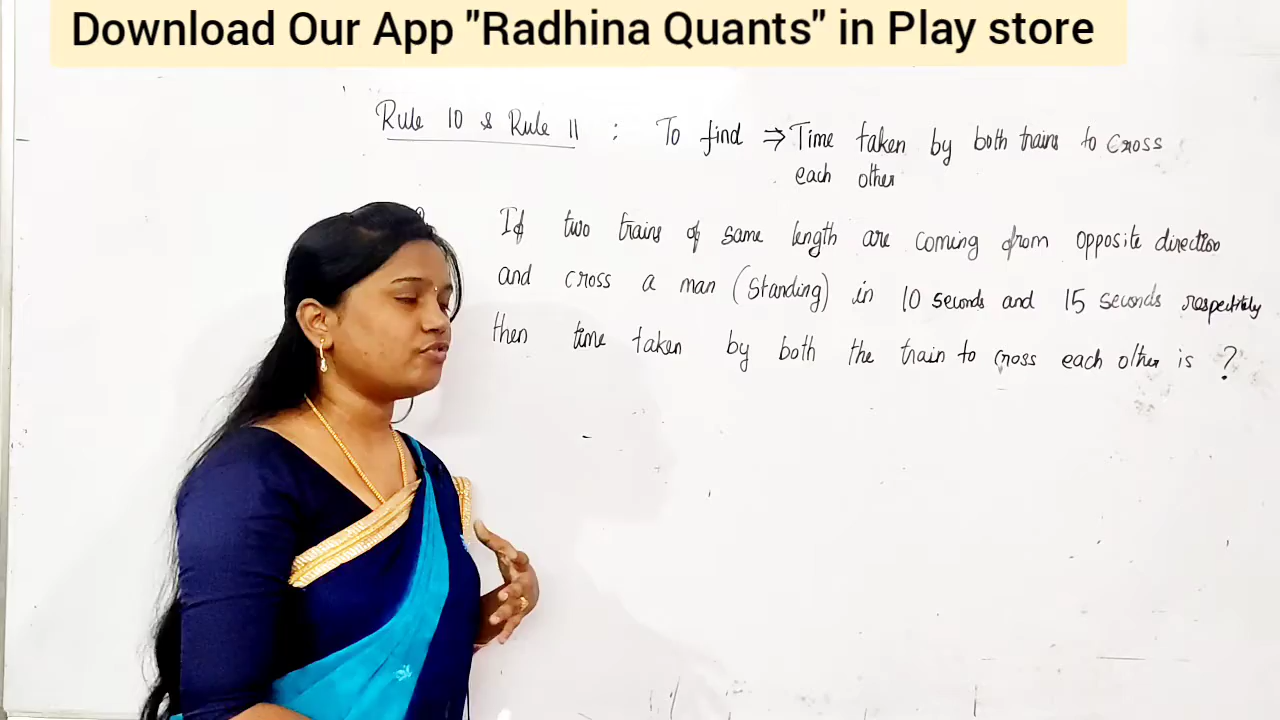 Download Our App "Radhina Quants" in Play store
Rule 10 & Rule 11 : To find ⇒ Time taken by both trains to cross
each other
If two trains of same length are coming from opposite direction
and cross a man (standing) in 10 seconds and 15 seconds respectively
then time taken by both the train to cross each other is ?